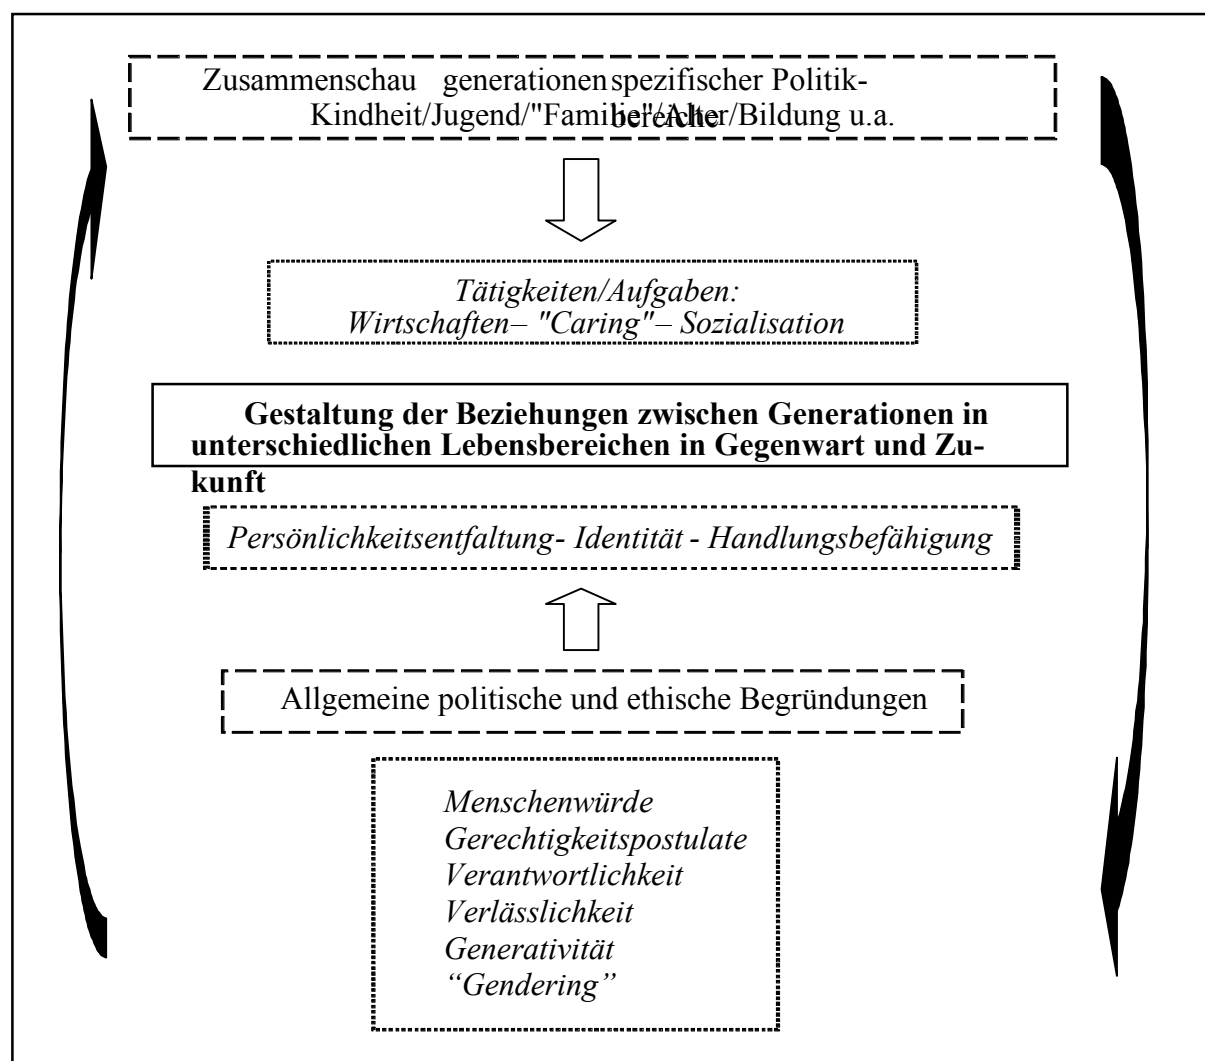 Zusammenschau generationenspezifischer Politik-
bereiche
Kindheit/Jugend/"Familie"/Alter/Bildung u.a.
Tätigkeiten/Aufgaben:
Wirtschaften– "Caring"– Sozialisation
Gestaltung der Beziehungen zwischen Generationen in
unterschiedlichen Lebensbereichen in Gegenwart und Zu-
kunft
Persönlichkeitsentfaltung- Identität - Handlungsbefähigung
Allgemeine politische und ethische Begründungen
Menschenwürde
Gerechtigkeitspostulate
Verantwortlichkeit
Verlässlichkeit
Generativität
“Gendering”